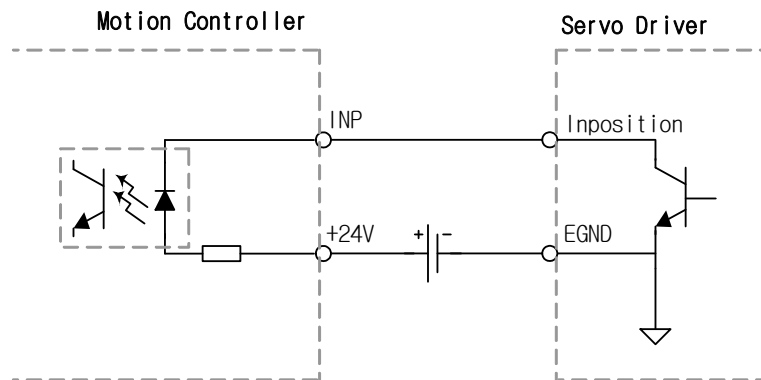 Motion Controller
Servo Driver
INP
Inposition
+24V
+ -
EGND